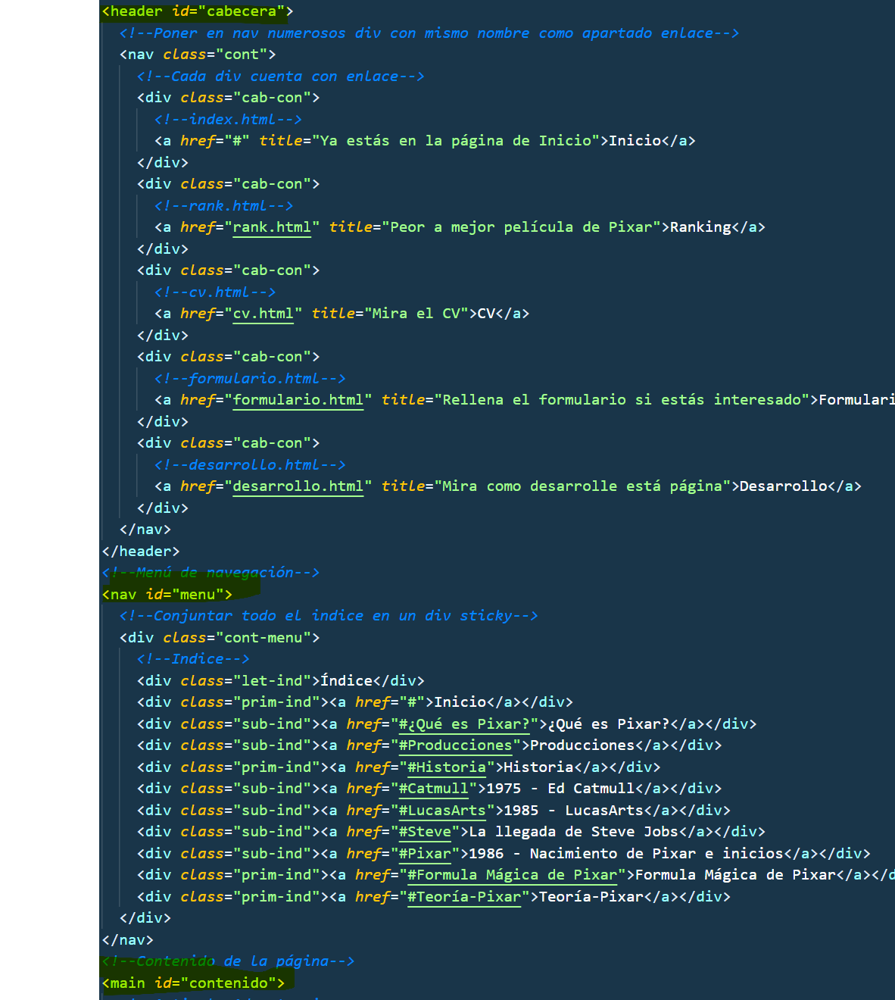 <header id="cabecera">
<!--Poner en nav numerosos div con mismo nombre como apartado enlace-->
<nav class="cont">
<!--Cada div cuenta con enlace-->
<div class="cab-con">
<!--index.html-->
<a href="#" title="Ya estás en la página de Inicio">Inicio</a>
</div>
<div class="cab-con">
<!--rank.html-->
<a href="rank.html" title="Peor a mejor película de Pixar">Ranking</a>
</div>
<div class="cab-con">
<!--cv.html-->
<a href="cv.html" title="Mira el CV">CV</a>
</div>
<div class="cab-con">
<!--formulario.html-->
<a href="formulario.html" title="Rellena el formulario si estás interesado">Formulari
</div>
<div class="cab-con">
<!--desarrollo.html-->
<a href="desarrollo.html" title="Mira como desarrolle está página">Desarrollo</a>
</div>
</nav>
</header>
<!--Menú de navegación-->
<nav id="menu">
<!--Conjuntar todo el indice en un div sticky-->
<div class="cont-menu">
<!--Indice-->
<div class="let-ind">Índice</div>
<div class="prim-ind"><a href="#">Inicio</a></div>
<div class="sub-ind"><a href="#¿Qué es Pixar?">¿Qué es Pixar?</a></div>
<div class="sub-ind"><a href="#Producciones">Producciones</a></div>
<div class="prim-ind"><a href="#Historia">Historia</a></div>
<div class="sub-ind"><a href="#Catmull">1975 - Ed Catmull</a></div>
<div class="sub-ind"><a href="#LucasArts">1985 - LucasArts</a></div>
<div class="sub-ind"><a href="#Steve">La llegada de Steve Jobs</a></div>
<div class="sub-ind"><a href="#Pixar">1986 - Nacimiento de Pixar e inicios</a></div>
<div class="prim-ind"><a href="#Formula Mágica de Pixar">Formula Mágica de Pixar</a></d
<div class="prim-ind"><a href="#Teoría-Pixar">Teoría-Pixar</a></div>
</div>
</nav>
<!--Contenido de la página-->
<main id="contenido">